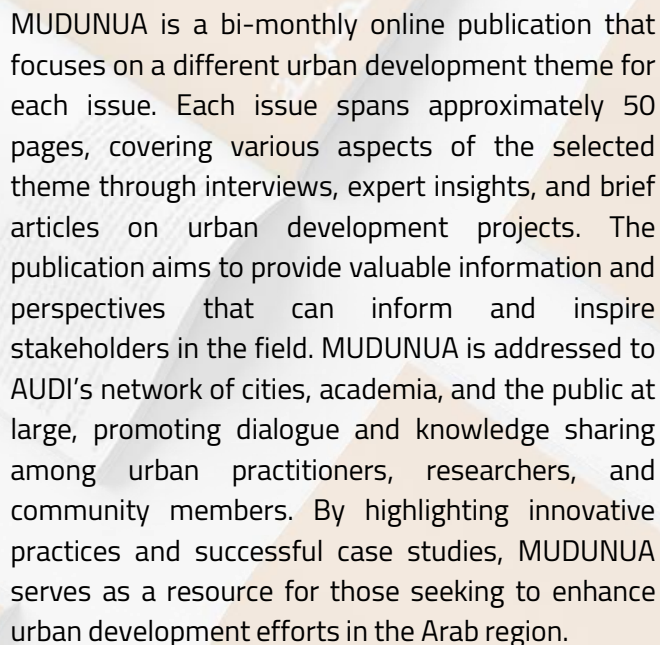 MUDUNUA is a bi-monthly online publication that
focuses on a different urban development theme for
each issue. Each issue spans approximately 50
pages, covering various aspects of the selected
theme through interviews, expert insights, and brief
articles on urban development projects. The
publication aims to provide valuable information and
perspectives that can inform and inspire
stakeholders in the field. MUDUNUA is addressed to
AUDI’s network of cities, academia, and the public at
large, promoting dialogue and knowledge sharing
among urban practitioners, researchers, and
community members. By highlighting innovative
practices and successful case studies, MUDUNUA
serves as a resource for those seeking to enhance
urban development efforts in the Arab region.